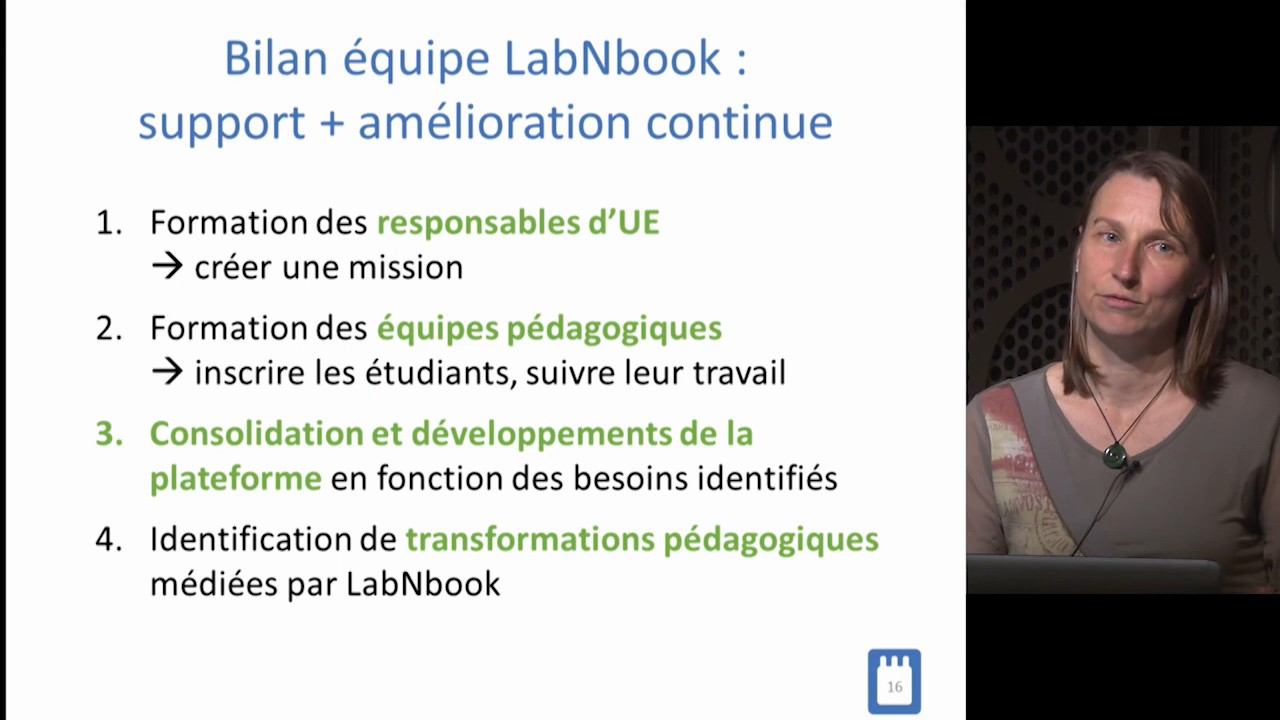 Bilan équipe LabNbook :
support + amélioration continue
1. Formation des responsables d’UE
→ créer une mission
2. Formation des équipes pédagogiques
→ inscrire les étudiants, suivre leur travail
3. Consolidation et développements de la
plateforme en fonction des besoins identifiés
4. Identification de transformations pédagogiques
médiées par LabNbook
16